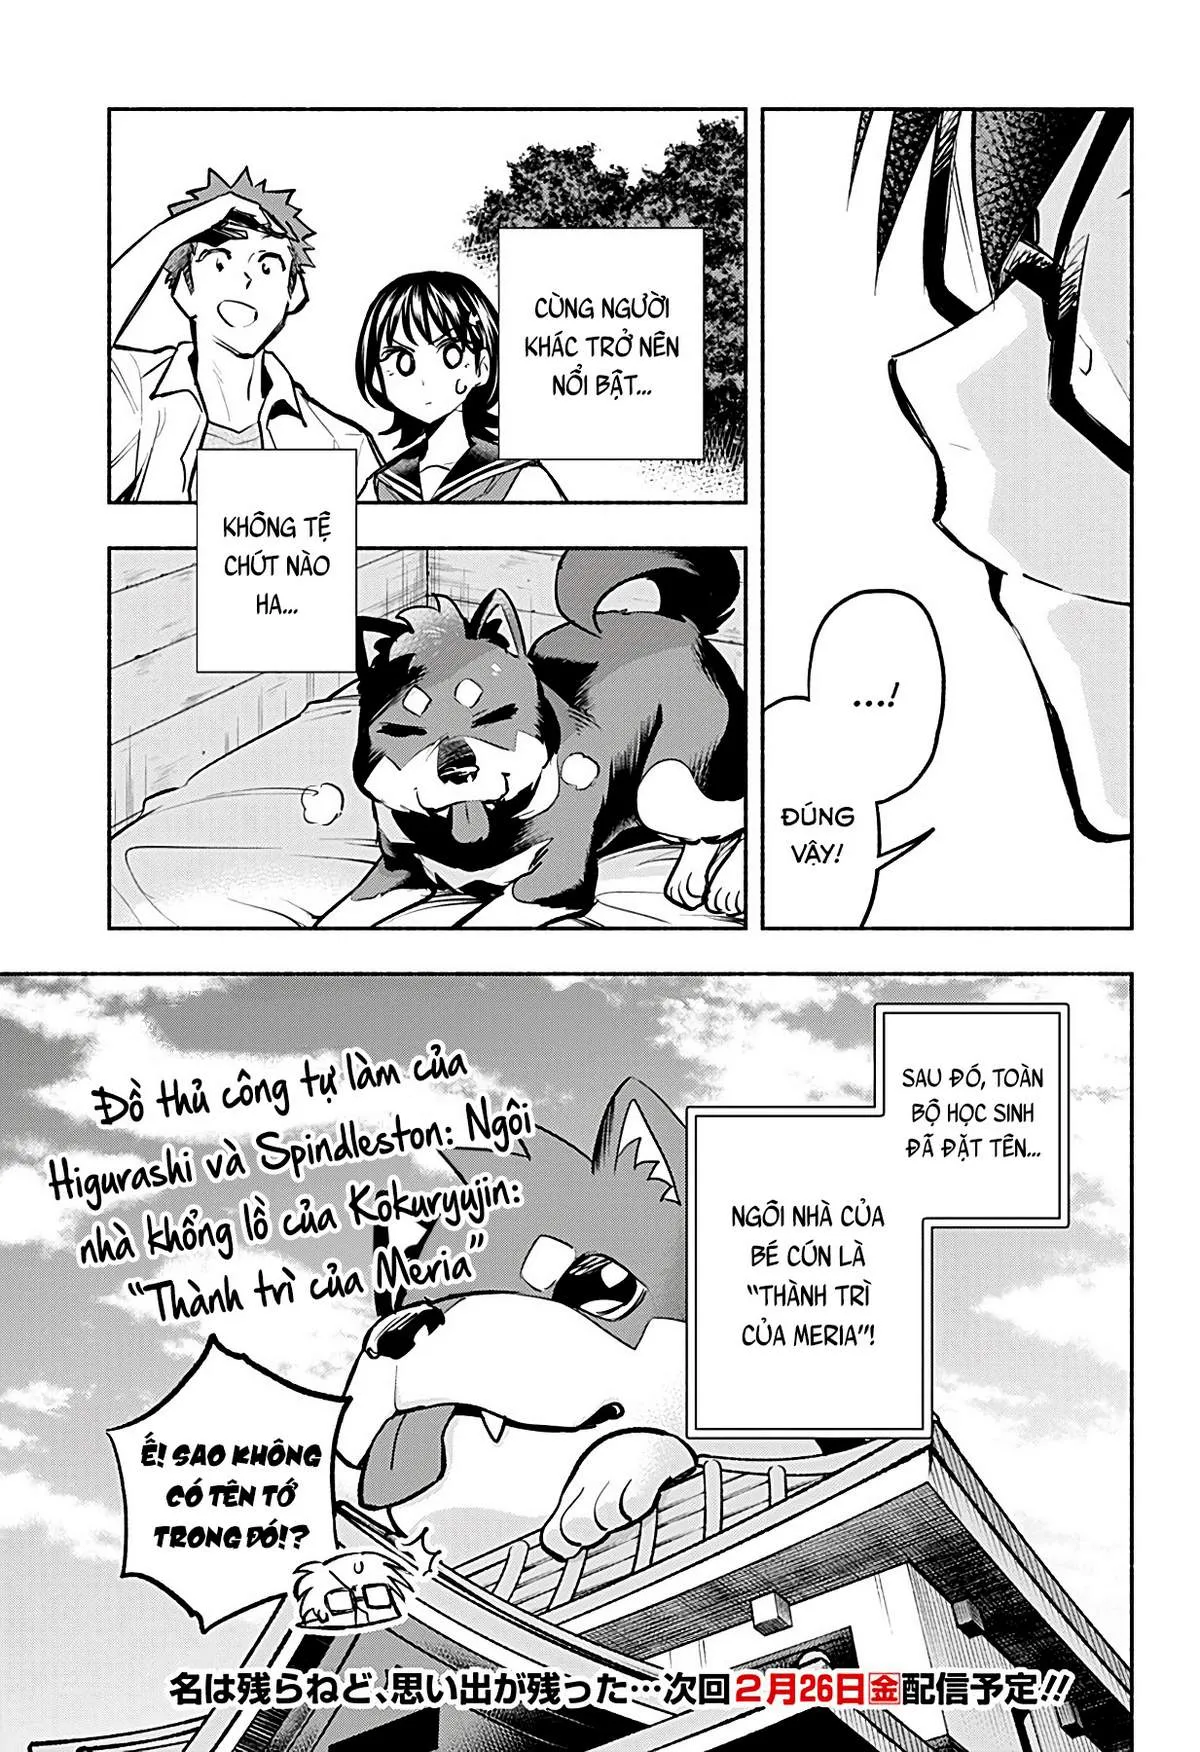 ....!
ĐÚNG
VẬY!
CÙNG NGƯỜI
KHÁC TRỞ NÊN
NỔI BẬT...
KHÔNG TỆ
CHÚT NÀO
HA...
SAU ĐÓ, TOÀN
BỘ HỌC SINH
ĐÃ ĐẶT TÊN...
NGÔI NHÀ CỦA
BÉ CÚN LÀ
“THÀNH TRÌ
CỦA MERIA”!
Đồ thủ công tự làm của
Higurashi và Spindleston: Ngôi
nhà khổng lồ của Kokuryujin:
“Thành trì của Meria”
Ế! SAO KHÔNG
CÓ TÊN TỚ
TRONG ĐÓ!?
名は残らねど、思い出が残った…次回2月26日金配信予定!!